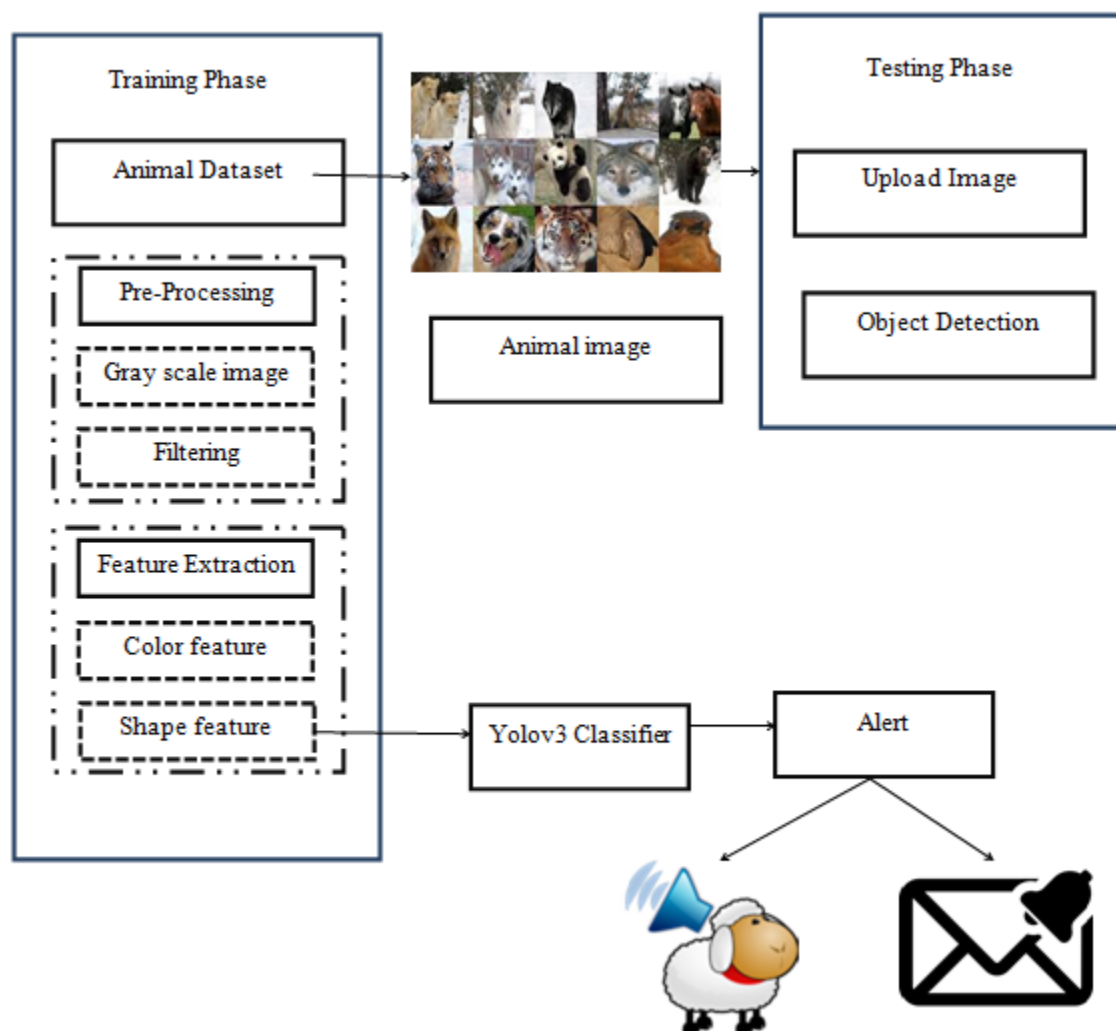 Training Phase
Animal Dataset
Pre-Processing
Gray scale image
Filtering
Feature Extraction
Color feature
Shape feature
Animal image
Testing Phase
Upload Image
Object Detection
Yolov3 Classifier
Alert